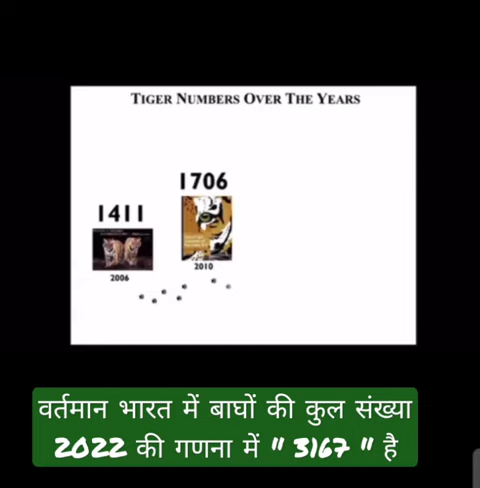 TIGER NUMBERS OVER THE YEARS
1706
1411
2010
2006
वर्तमान भारत में बाघों की कुल संख्या
2022 की गणना में " 3167 " है